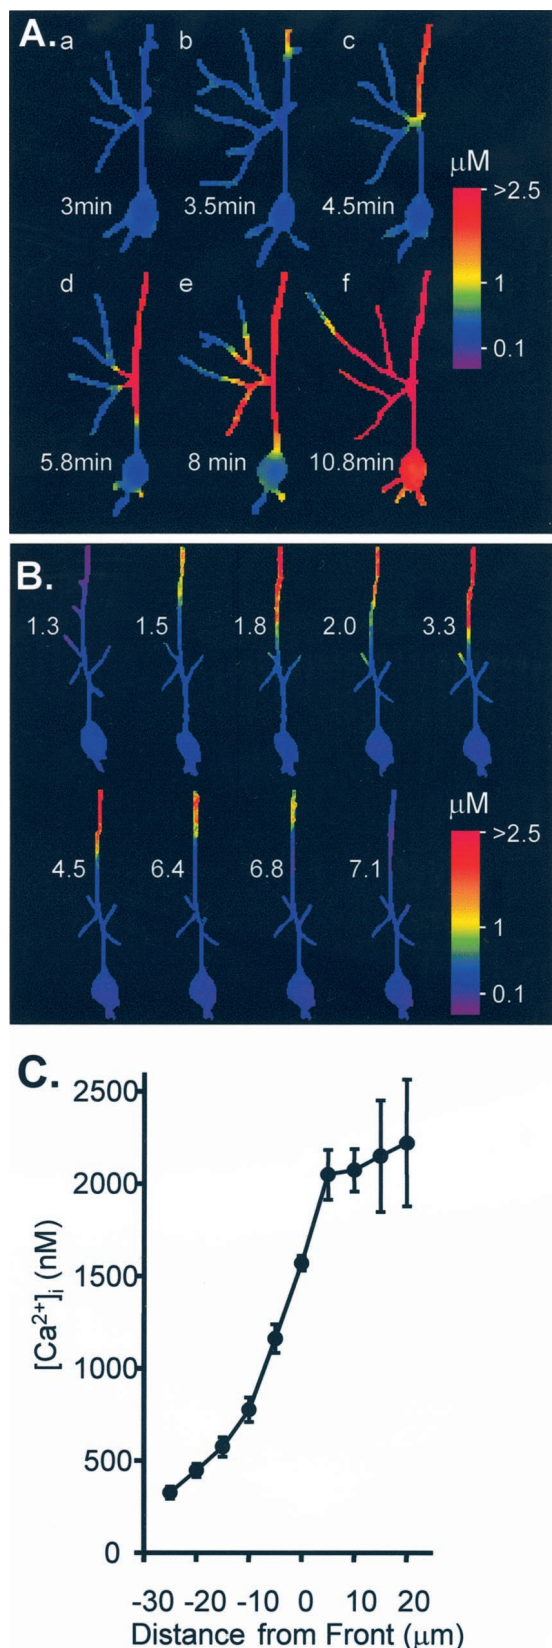 A. a b c
μM
>2.5
3min 3.5min 4.5min
1
d e f
0.1
5.8min 8 min 10.8min
B.
1.3 1.5 1.8 2.0 3.3
μM
>2.5
4.5 6.4 6.8 7.1
1
0.1
C.
2500
2000
1500
1000
500
0
[Ca²⁺]ᵢ (nM)
-30 -20 -10 0 10 20
Distance from Front (μm)